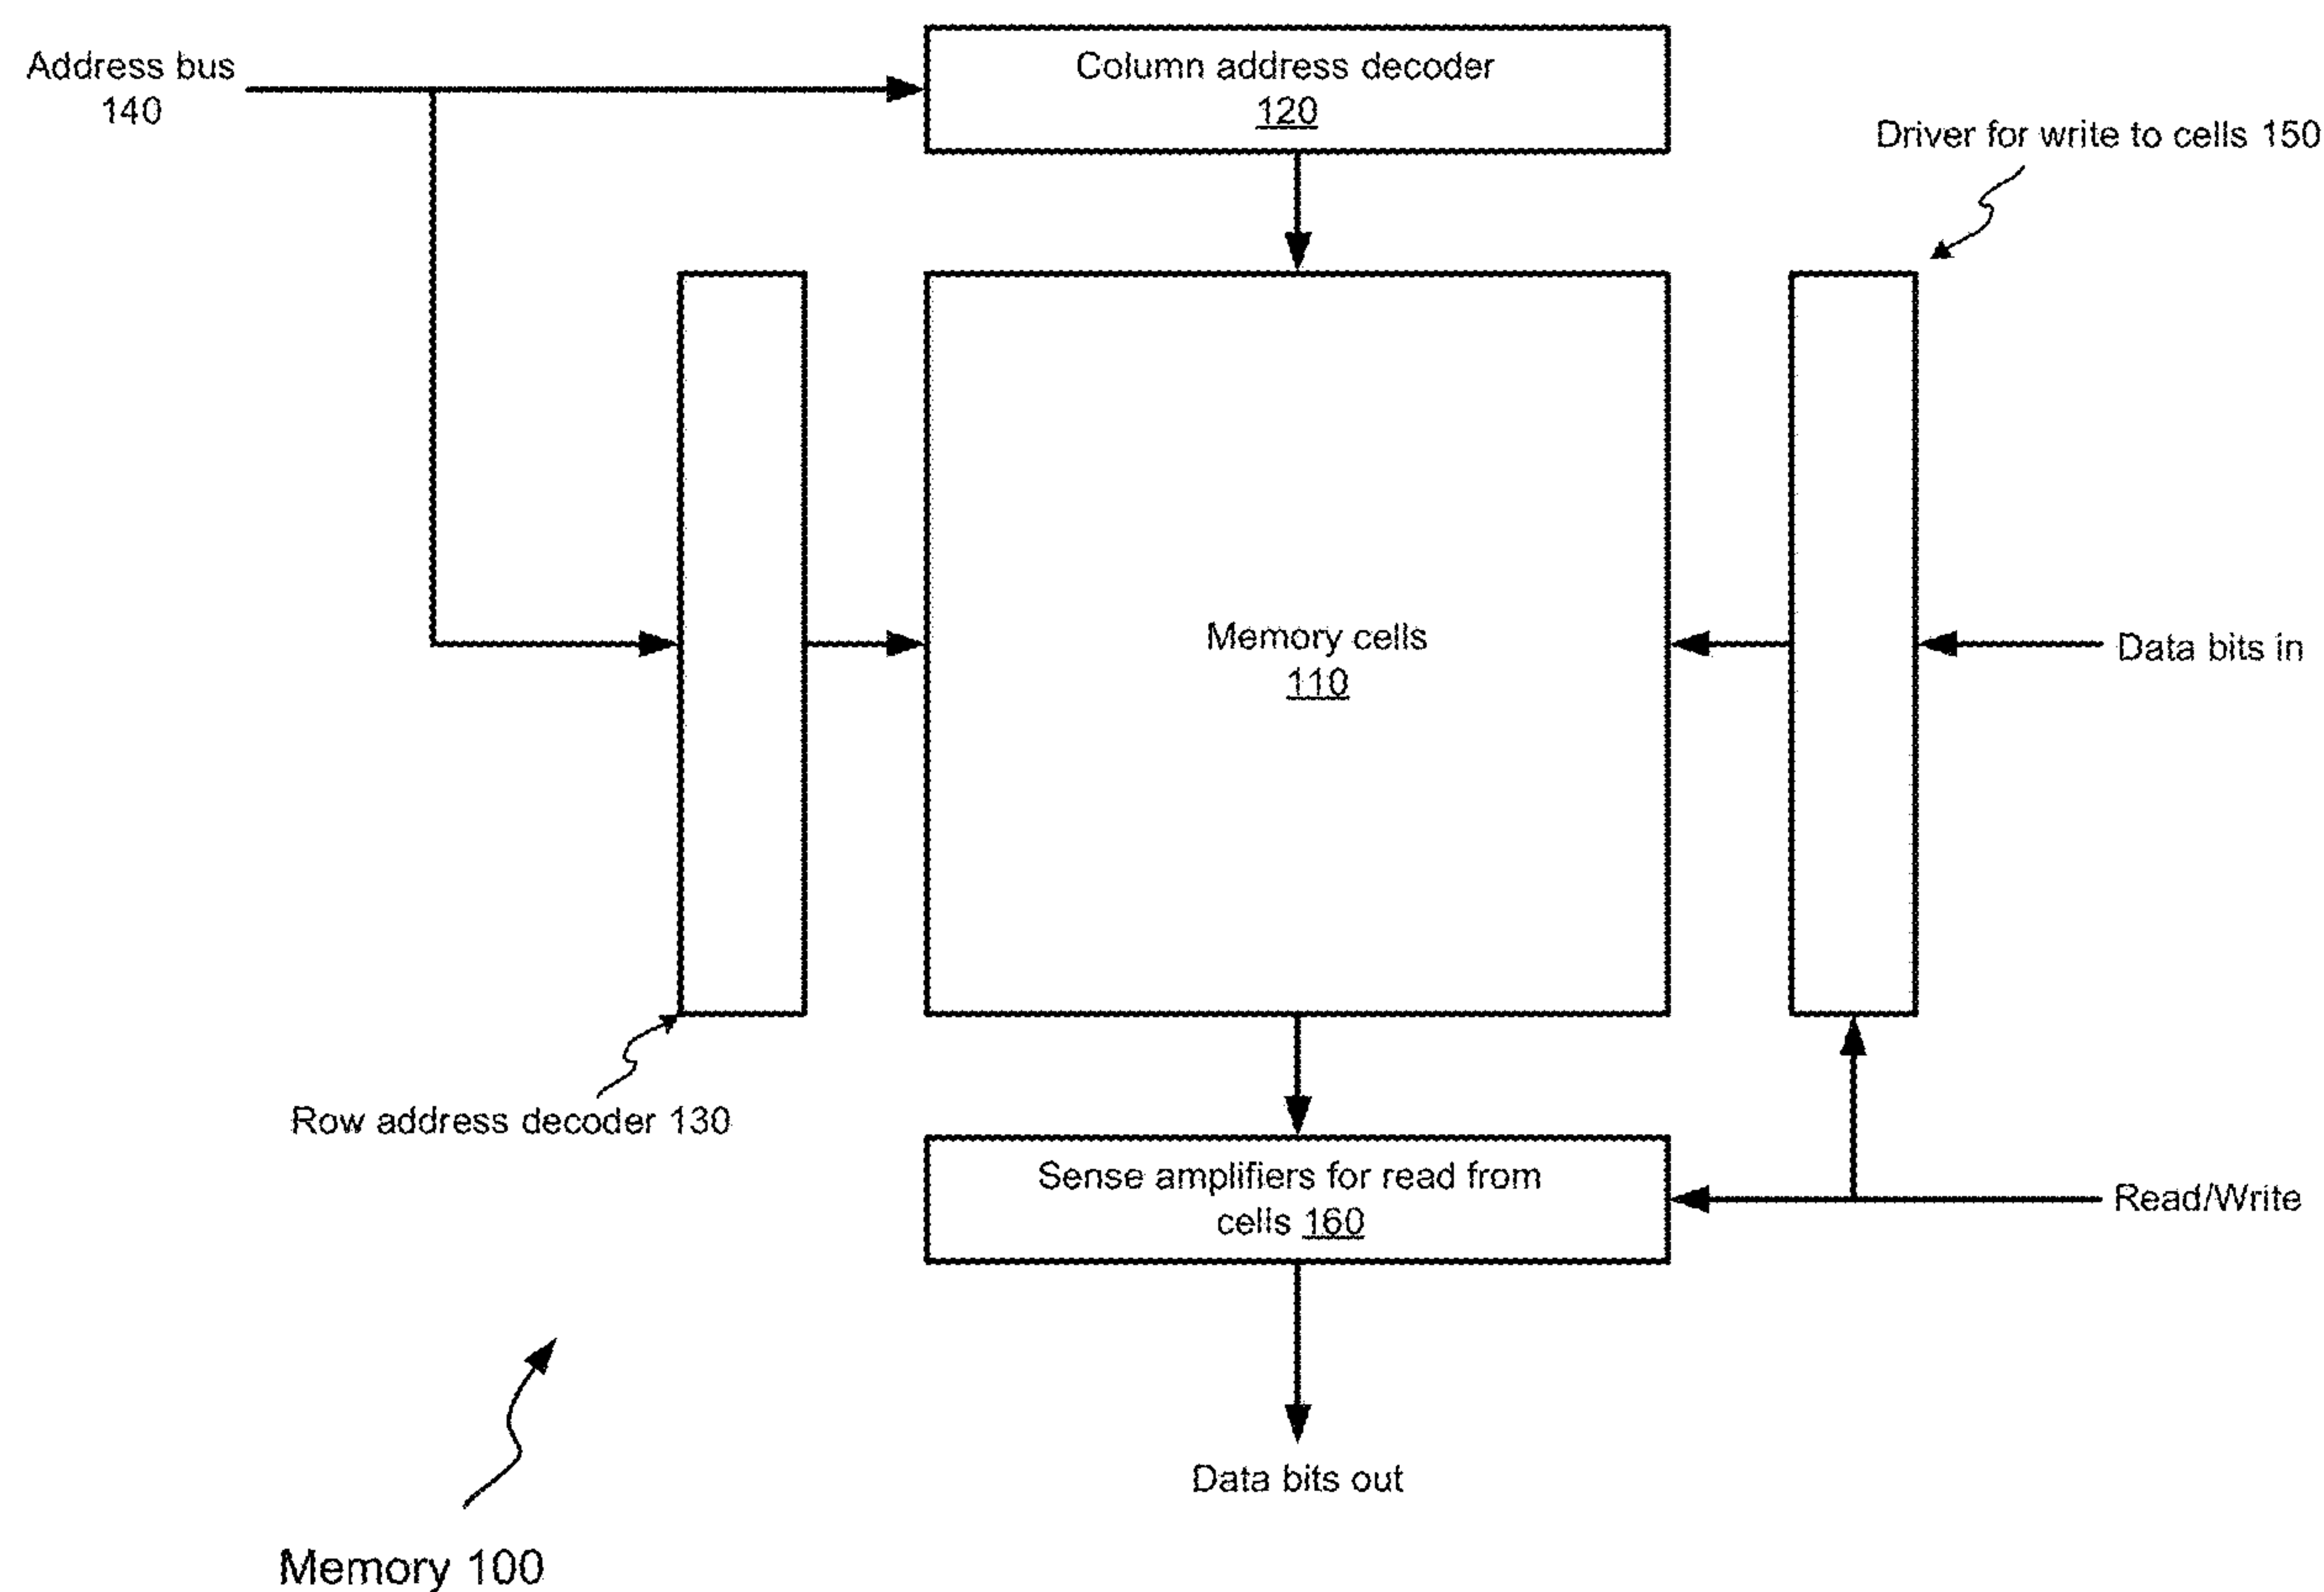 Address bus
140
Column address decoder
120
Driver for write to cells 150
Memory cells
110
Data bits in
Row address decoder 130
Sense amplifiers for read from
cells 160
Read/Write
Data bits out
Memory 100